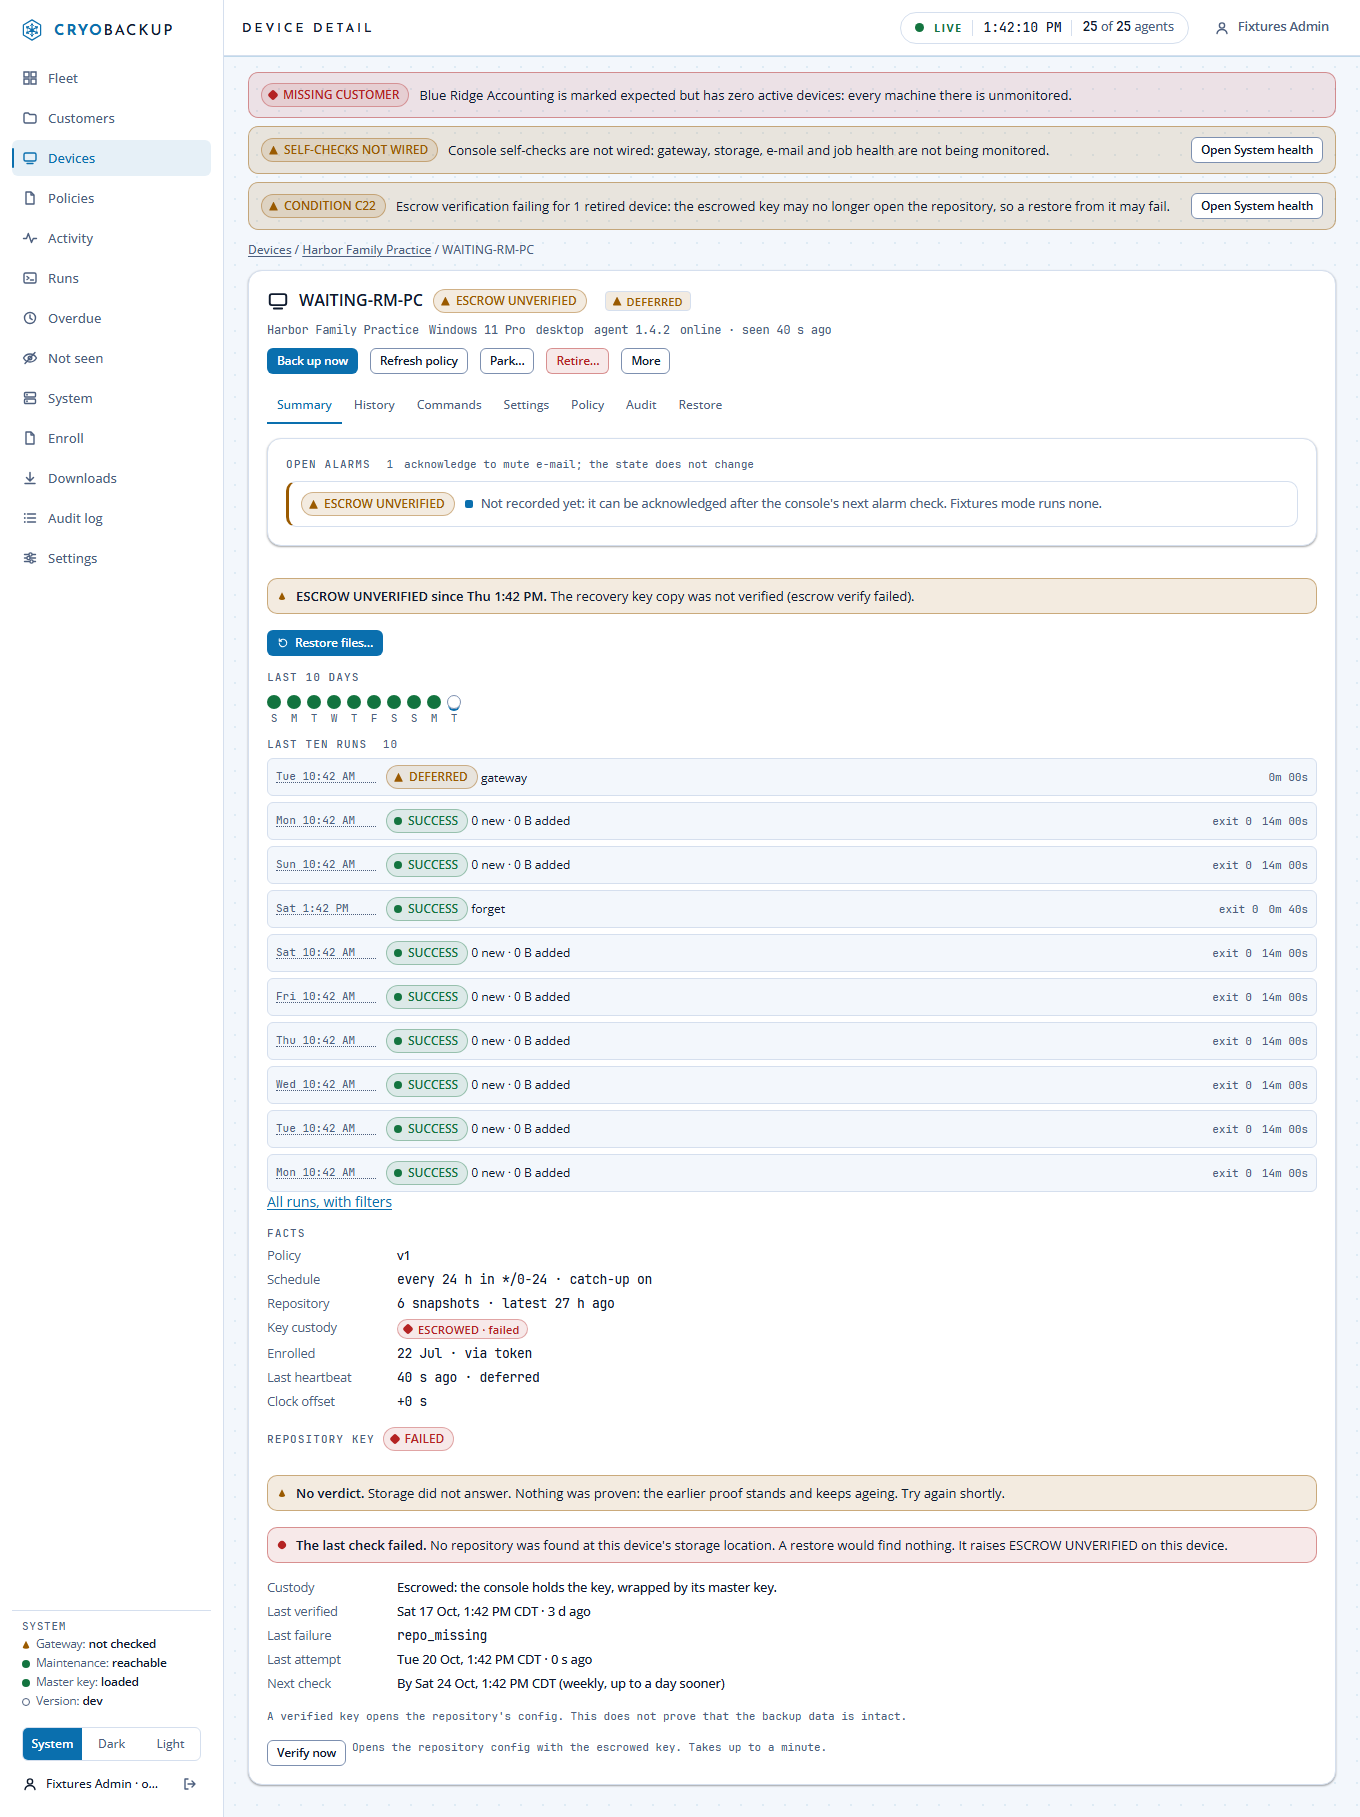 CRYOBACKUP
DEVICE DETAIL
LIVE 1:42:10 PM 25 of 25 agents
Fixtures Admin
Fleet
Customers
Devices
Policies
Activity
Runs
Overdue
Not seen
System
Enroll
Downloads
Audit log
Settings
MISSING CUSTOMER Blue Ridge Accounting is marked expected but has zero active devices: every machine there is unmonitored.
SELF-CHECKS NOT WIRED Console self-checks are not wired: gateway, storage, e-mail and job health are not being monitored. Open System health
CONDITION C22 Escrow verification failing for 1 retired device: the escrowed key may no longer open the repository, so a restore from it may fail. Open System health
Devices / Harbor Family Practice / WAITING-RM-PC
WAITING-RM-PC ESCROW UNVERIFIED DEFERRED
Harbor Family Practice Windows 11 Pro desktop agent 1.4.2 online · seen 40 s ago
Back up now Refresh policy Park... Retire... More
Summary History Commands Settings Policy Audit Restore
OPEN ALARMS 1 acknowledge to mute e-mail; the state does not change
ESCROW UNVERIFIED Not recorded yet: it can be acknowledged after the console's next alarm check. Fixtures mode runs none.
ESCROW UNVERIFIED since Thu 1:42 PM. The recovery key copy was not verified (escrow verify failed).
Restore files...
LAST 10 DAYS
S M T W T F S S M T
LAST TEN RUNS 10
Tue 10:42 AM DEFERRED gateway 0m 00s
Mon 10:42 AM SUCCESS 0 new · 0 B added exit 0 14m 00s
Sun 10:42 AM SUCCESS 0 new · 0 B added exit 0 14m 00s
Sat 1:42 PM SUCCESS forget exit 0 0m 40s
Sat 10:42 AM SUCCESS 0 new · 0 B added exit 0 14m 00s
Fri 10:42 AM SUCCESS 0 new · 0 B added exit 0 14m 00s
Thu 10:42 AM SUCCESS 0 new · 0 B added exit 0 14m 00s
Wed 10:42 AM SUCCESS 0 new · 0 B added exit 0 14m 00s
Tue 10:42 AM SUCCESS 0 new · 0 B added exit 0 14m 00s
Mon 10:42 AM SUCCESS 0 new · 0 B added exit 0 14m 00s
All runs, with filters
FACTS
Policy v1
Schedule every 24 h in */0-24 · catch-up on
Repository 6 snapshots · latest 27 h ago
Key custody ESCROWED · failed
Enrolled 22 Jul · via token
Last heartbeat 40 s ago · deferred
Clock offset +0 s
REPOSITORY KEY FAILED
No verdict. Storage did not answer. Nothing was proven: the earlier proof stands and keeps ageing. Try again shortly.
The last check failed. No repository was found at this device's storage location. A restore would find nothing. It raises ESCROW UNVERIFIED on this device.
Custody Escrowed: the console holds the key, wrapped by its master key.
Last verified Sat 17 Oct, 1:42 PM CDT · 3 d ago
Last failure repo_missing
Last attempt Tue 20 Oct, 1:42 PM CDT · 0 s ago
Next check By Sat 24 Oct, 1:42 PM CDT (weekly, up to a day sooner)
A verified key opens the repository's config. This does not prove that the backup data is intact.
Verify now Opens the repository config with the escrowed key. Takes up to a minute.
SYSTEM
Gateway: not checked
Maintenance: reachable
Master key: loaded
Version: dev
System Dark Light
Fixtures Admin · o...